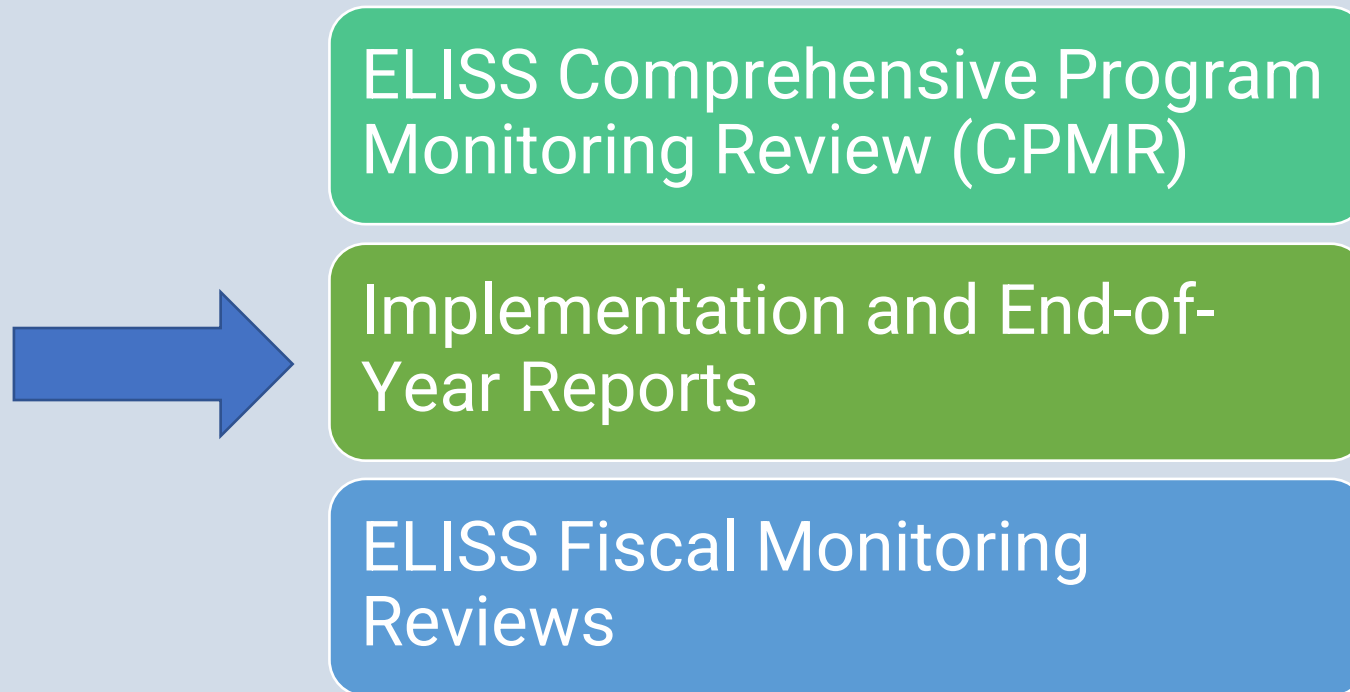 ELISS Comprehensive Program
Monitoring Review (CPMR)
Implementation and End-of-
Year Reports
ELISS Fiscal Monitoring
Reviews